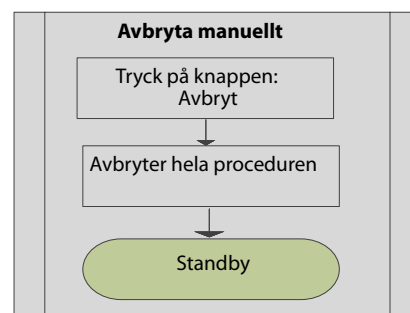 Avbryta manuellt
Tryck på knappen:
Avbryt
Avbryter hela proceduren
Standby